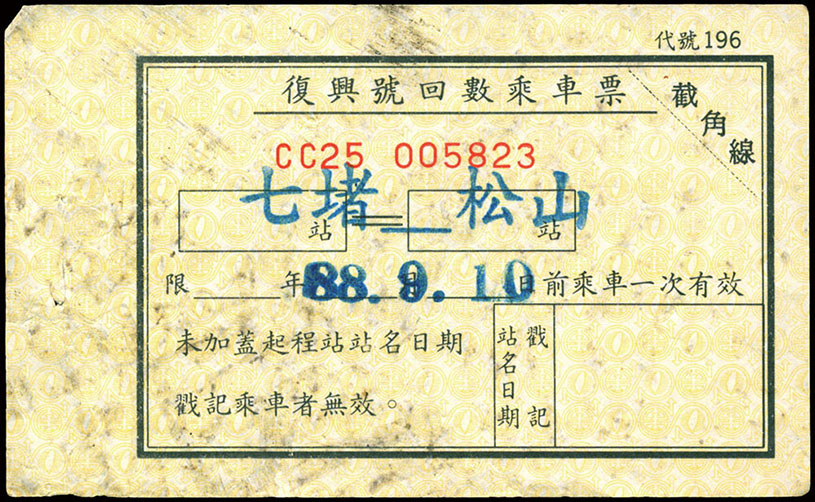 代號196
復興號回數乘車票
截角線
CC25 005823
七堵 松山
站 站
限 年 月 日前乘車一次有效
88.9.10
未加蓋起程站站名日期
戳記乘車者無效。
戳記
站名日期